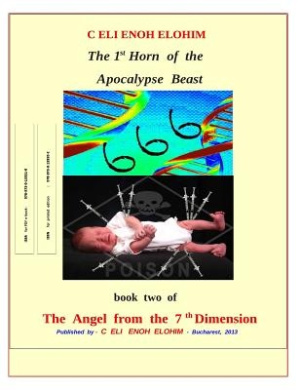 C ELI ENOH ELOHIM
The 1st Horn of the
Apocalypse Beast
666
POISON
book two of
The Angel from the 7th Dimension
Published by - C ELI ENOH ELOHIM - Bucharest, 2013